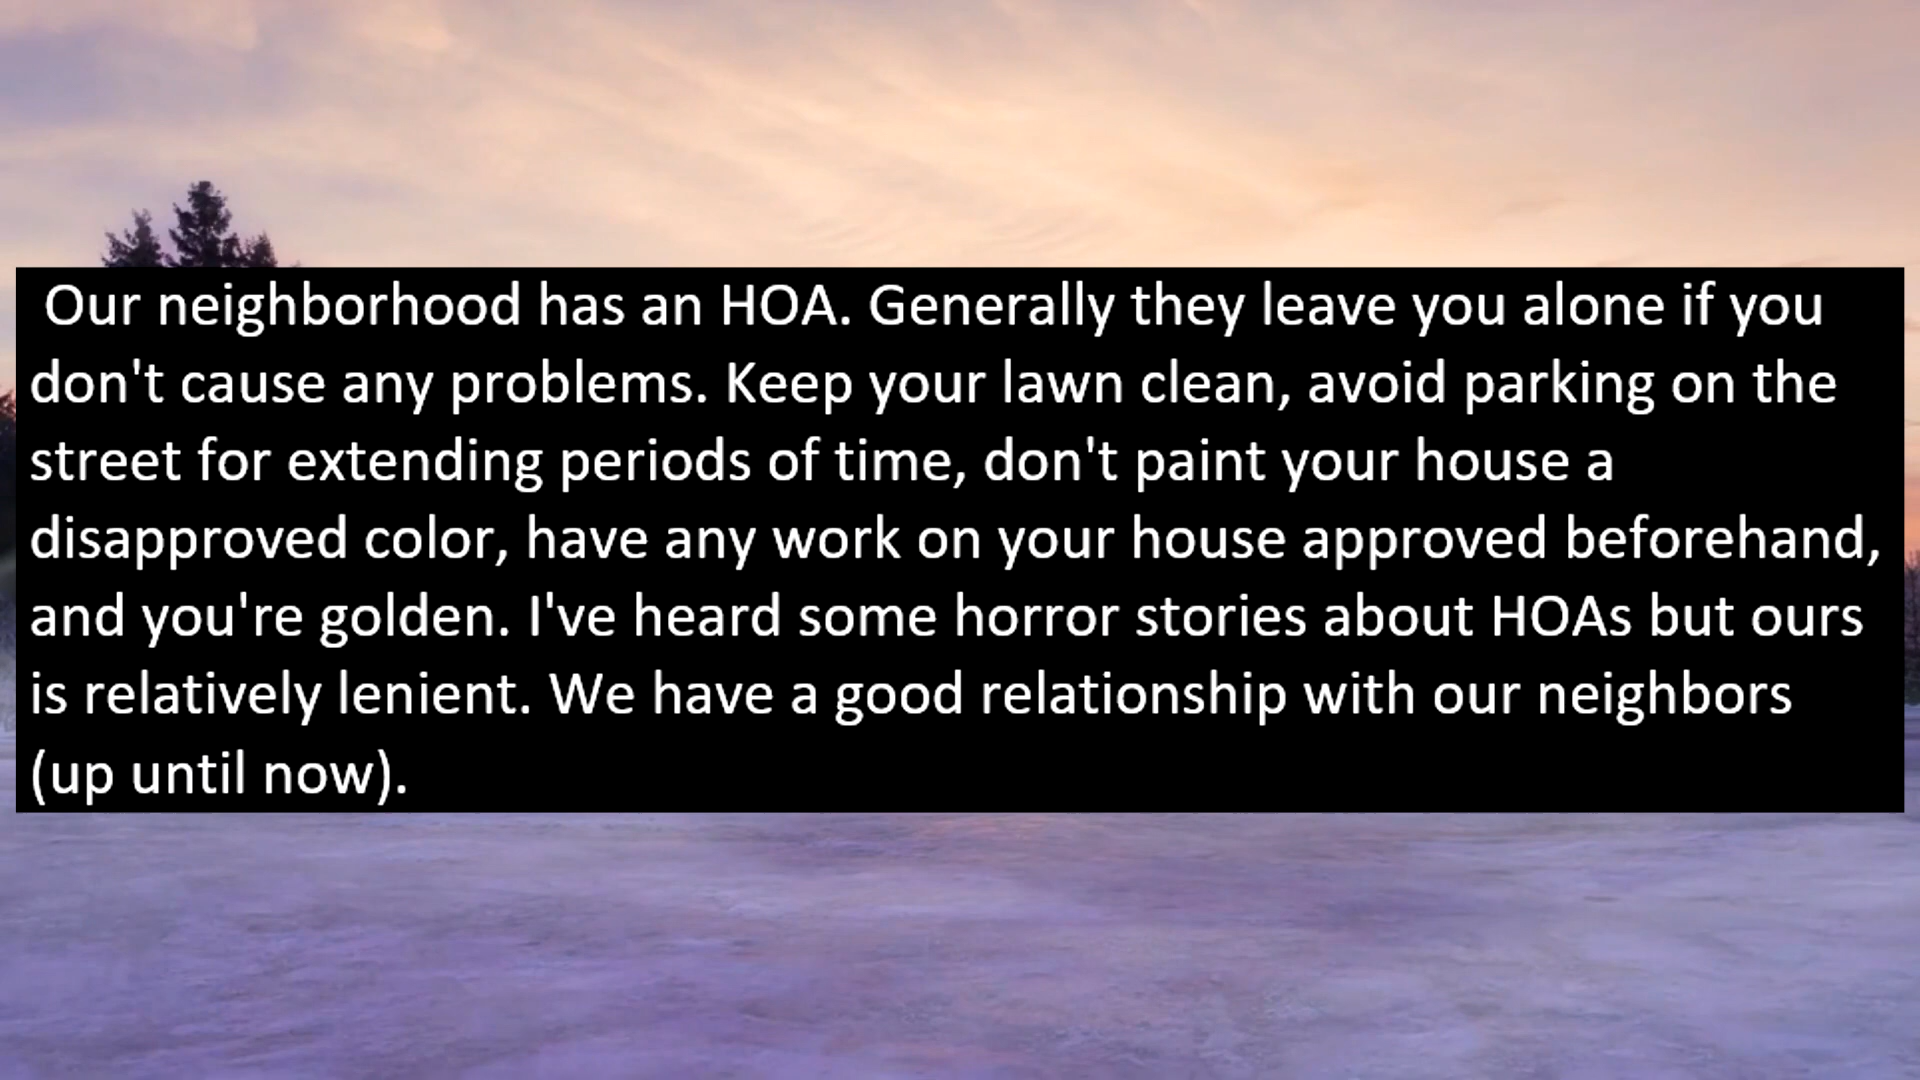 Our neighborhood has an HOA. Generally they leave you alone if you
don't cause any problems. Keep your lawn clean, avoid parking on the
street for extending periods of time, don't paint your house a
disapproved color, have any work on your house approved beforehand,
and you're golden. I've heard some horror stories about HOAs but ours
is relatively lenient. We have a good relationship with our neighbors
(up until now).